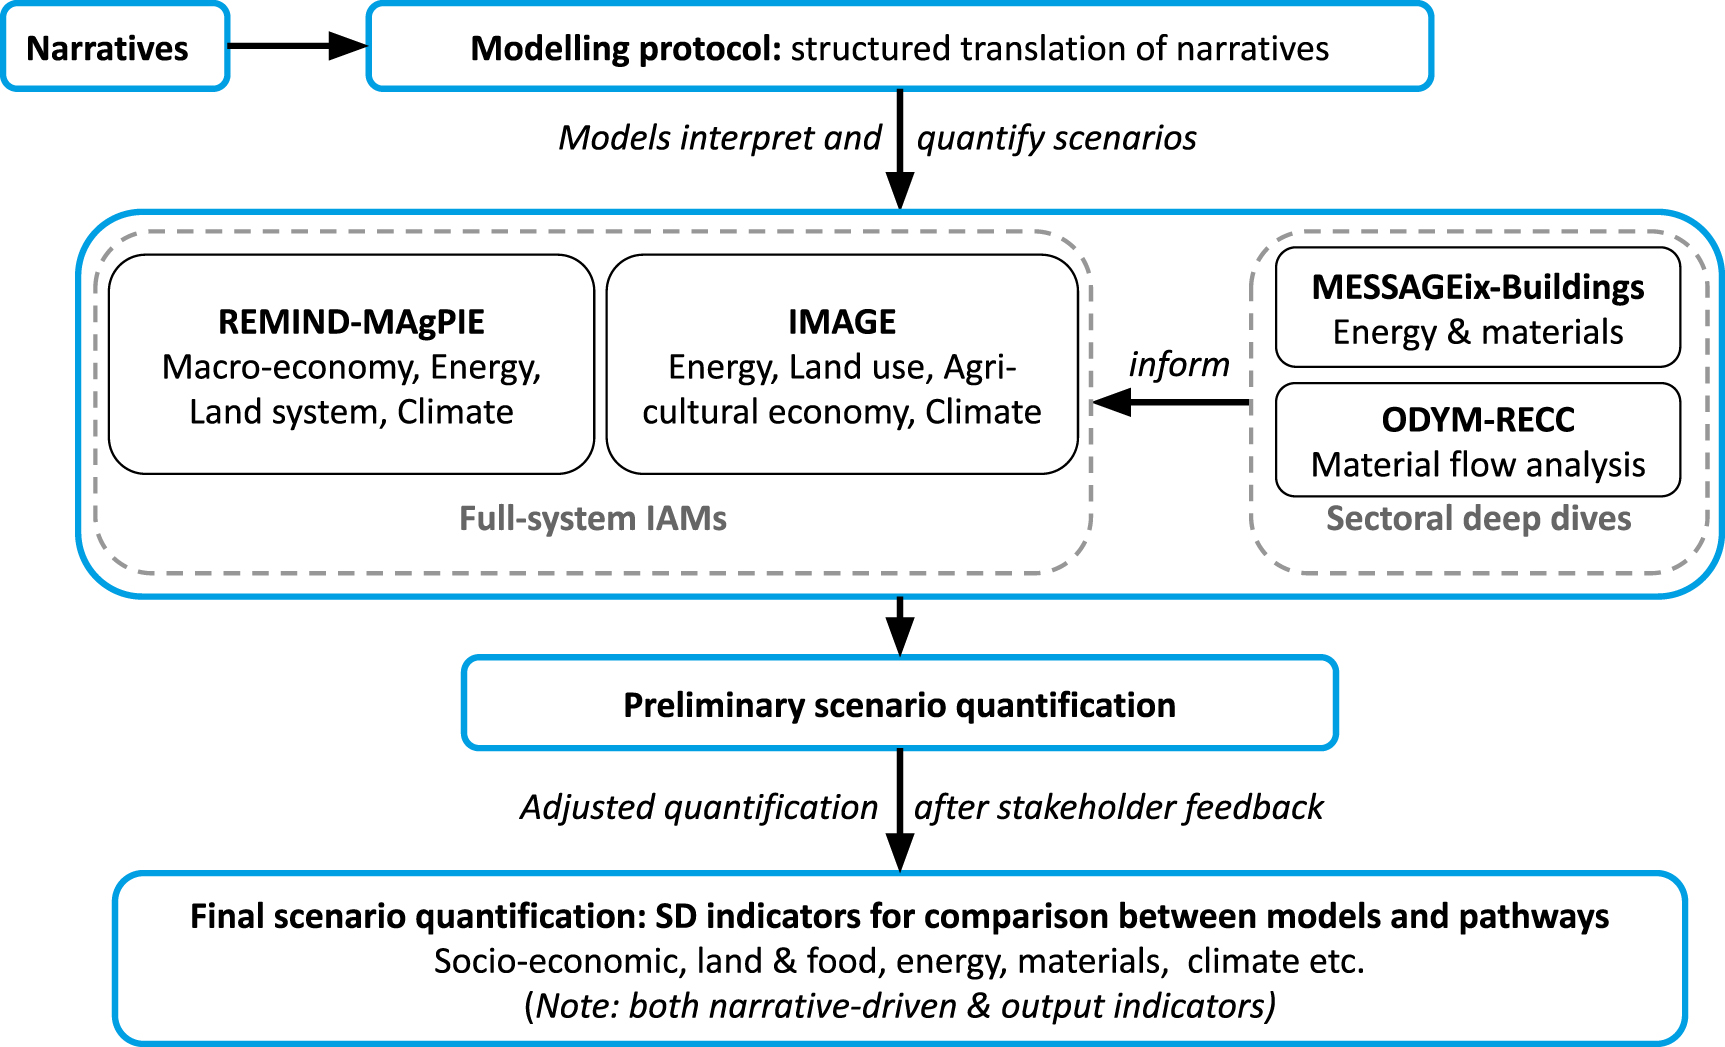 Narratives
Modelling protocol: structured translation of narratives
Models interpret and quantify scenarios
REMIND-MAgPIE
Macro-economy, Energy,
Land system, Climate
IMAGE
Energy, Land use, Agri-
cultural economy, Climate
Full-system IAMs
inform
MESSAGEix-Buildings
Energy & materials
ODYM-RECC
Material flow analysis
Sectoral deep dives
Preliminary scenario quantification
Adjusted quantification after stakeholder feedback
Final scenario quantification: SD indicators for comparison between models and pathways
Socio-economic, land & food, energy, materials, climate etc.
(Note: both narrative-driven & output indicators)